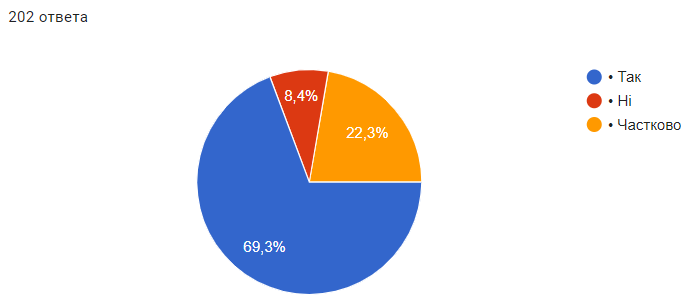 202 ответа
• Так
• Ні
• Частково
8,4%
22,3%
69,3%